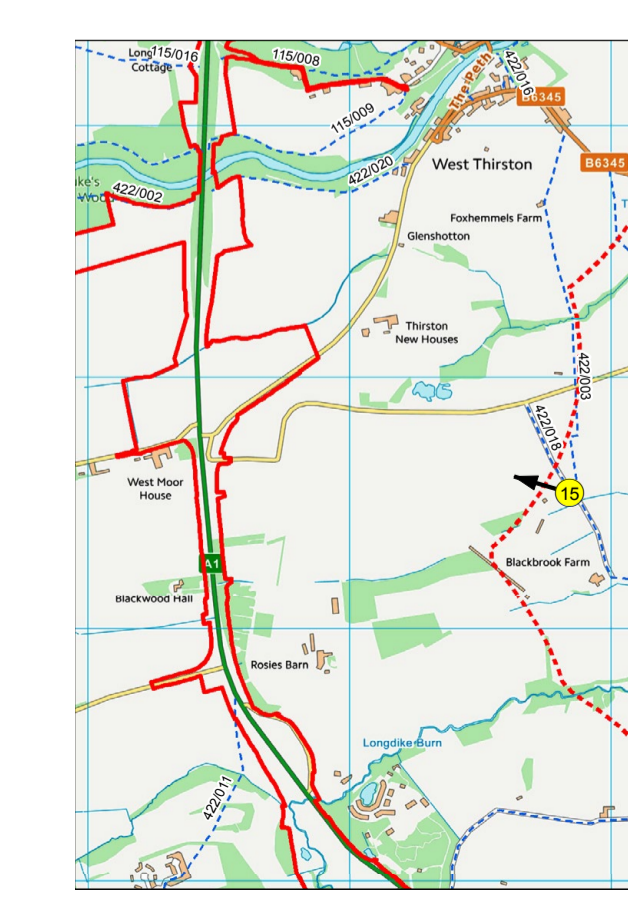 Long
115/016
Cottage
115/008
422/016
The Peth
B6345
115/009
B6345
West Thirston
422/020
ke's
Wood
422/002
T
Foxhemmels Farm
Glenshotton
Thirston
New Houses
422/003
422/018
West Moor
House
15
A1
Blackbrook Farm
Blackwood Hall
Rosies Barn
Longdike Burn
422/011